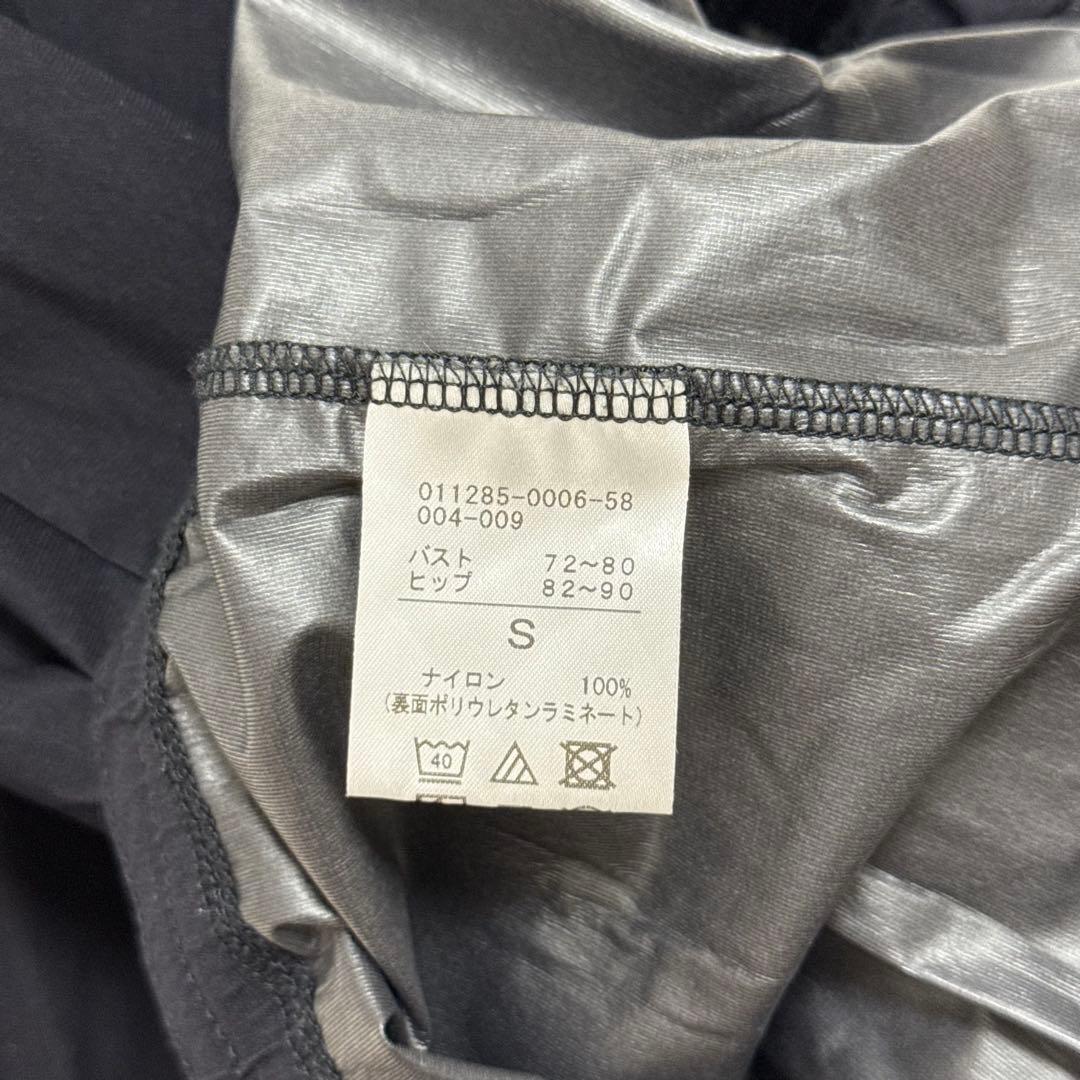 011285-0006-58
004-009
バスト 72～80
ヒップ 82～90
S
ナイロン 100%
(裏面ポリウレタンラミネート)
40